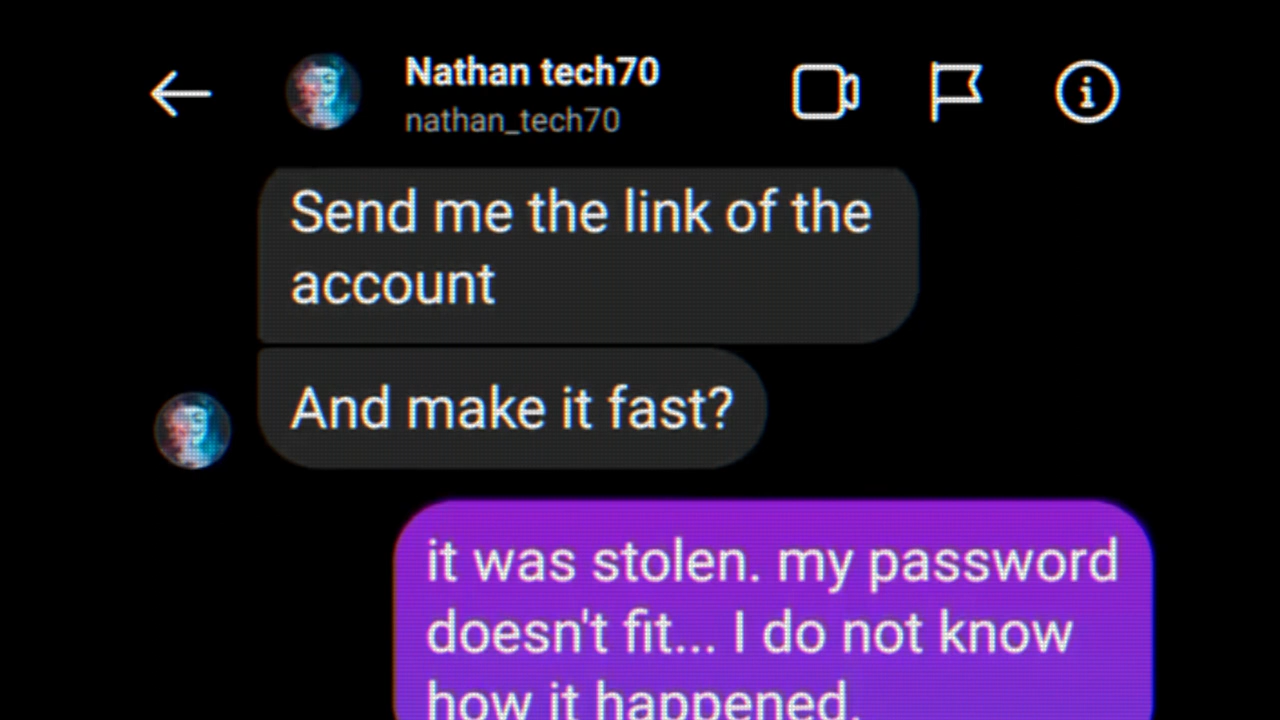 Nathan tech70
nathan_tech70
Send me the link of the
account
And make it fast?
it was stolen. my password
doesn't fit... I do not know
how it happened.